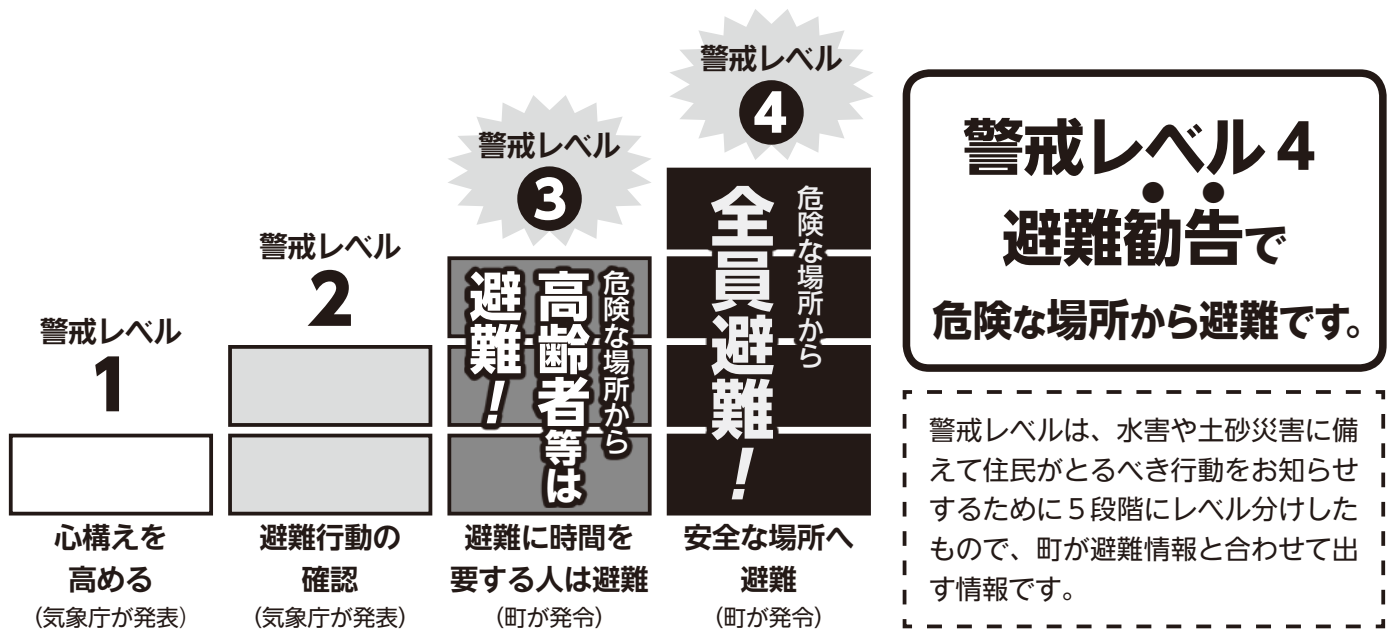 警戒レベル
1
心構えを
高める
(気象庁が発表)
警戒レベル
2
避難行動の
確認
(気象庁が発表)
警戒レベル
3
危険な場所から
高齢者等は
避難!
避難に時間を
要する人は避難
(町が発令)
警戒レベル
4
危険な場所から
全員避難!
安全な場所へ
避難
(町が発令)
警戒レベル4
避難勧告で
危険な場所から避難です。
警戒レベルは、水害や土砂災害に備
えて住民がとるべき行動をお知らせ
するために5段階にレベル分けした
もので、町が避難情報と合わせて出
す情報です。